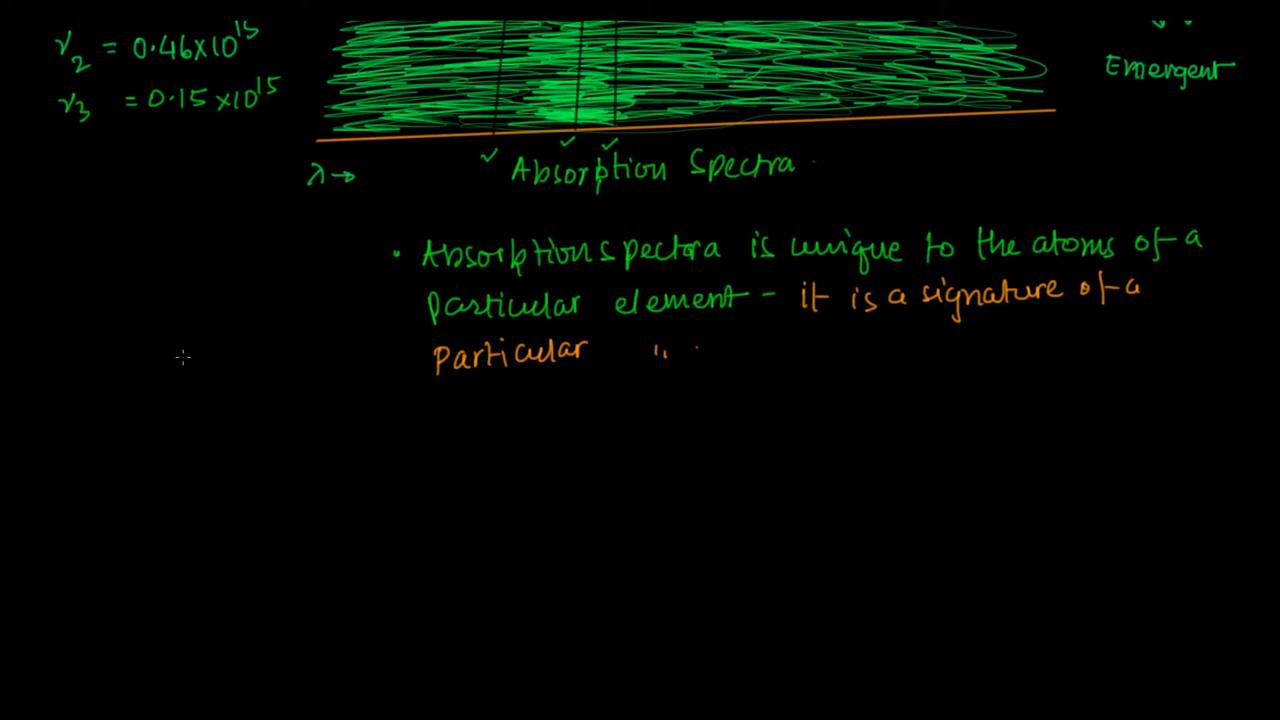 ν2 = 0.46×10^15
Emergent
ν3 = 0.15×10^15
λ→ Absorption Spectra
• Absorption spectra is unique to the atoms of a
particular element - it is a signature of a
particular "